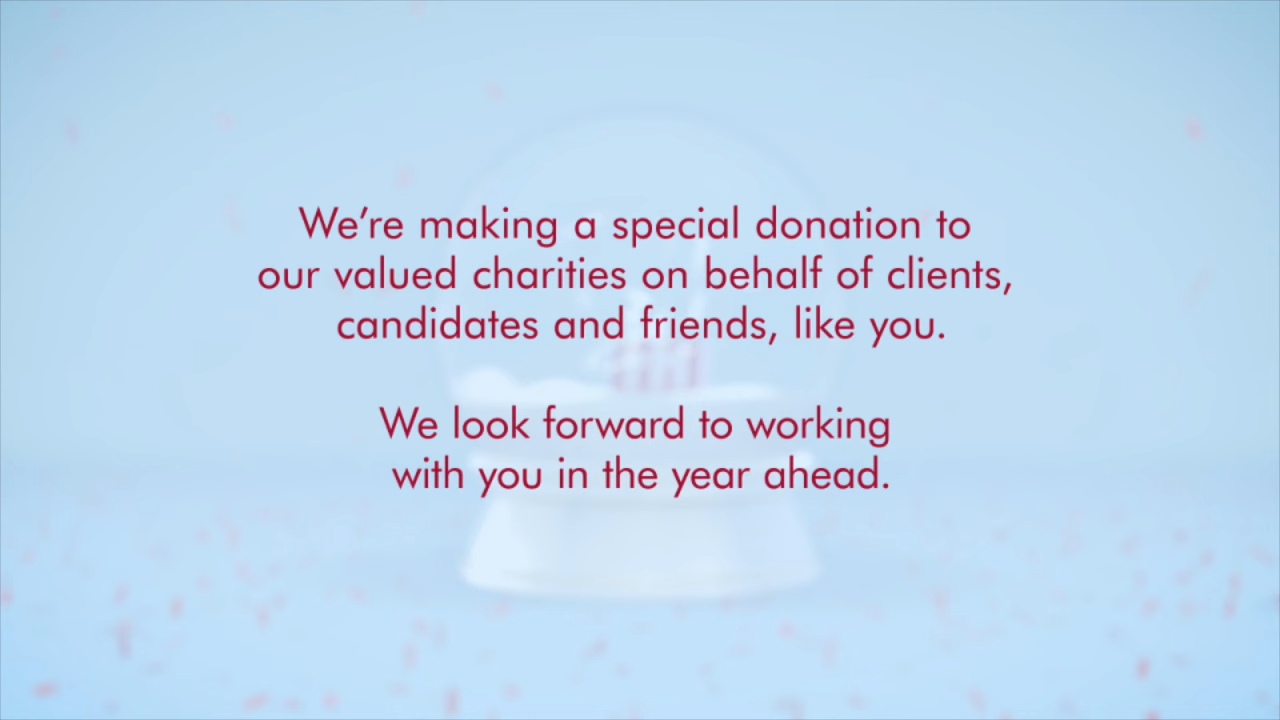 We're making a special donation to
our valued charities on behalf of clients,
candidates and friends, like you.
We look forward to working
with you in the year ahead.